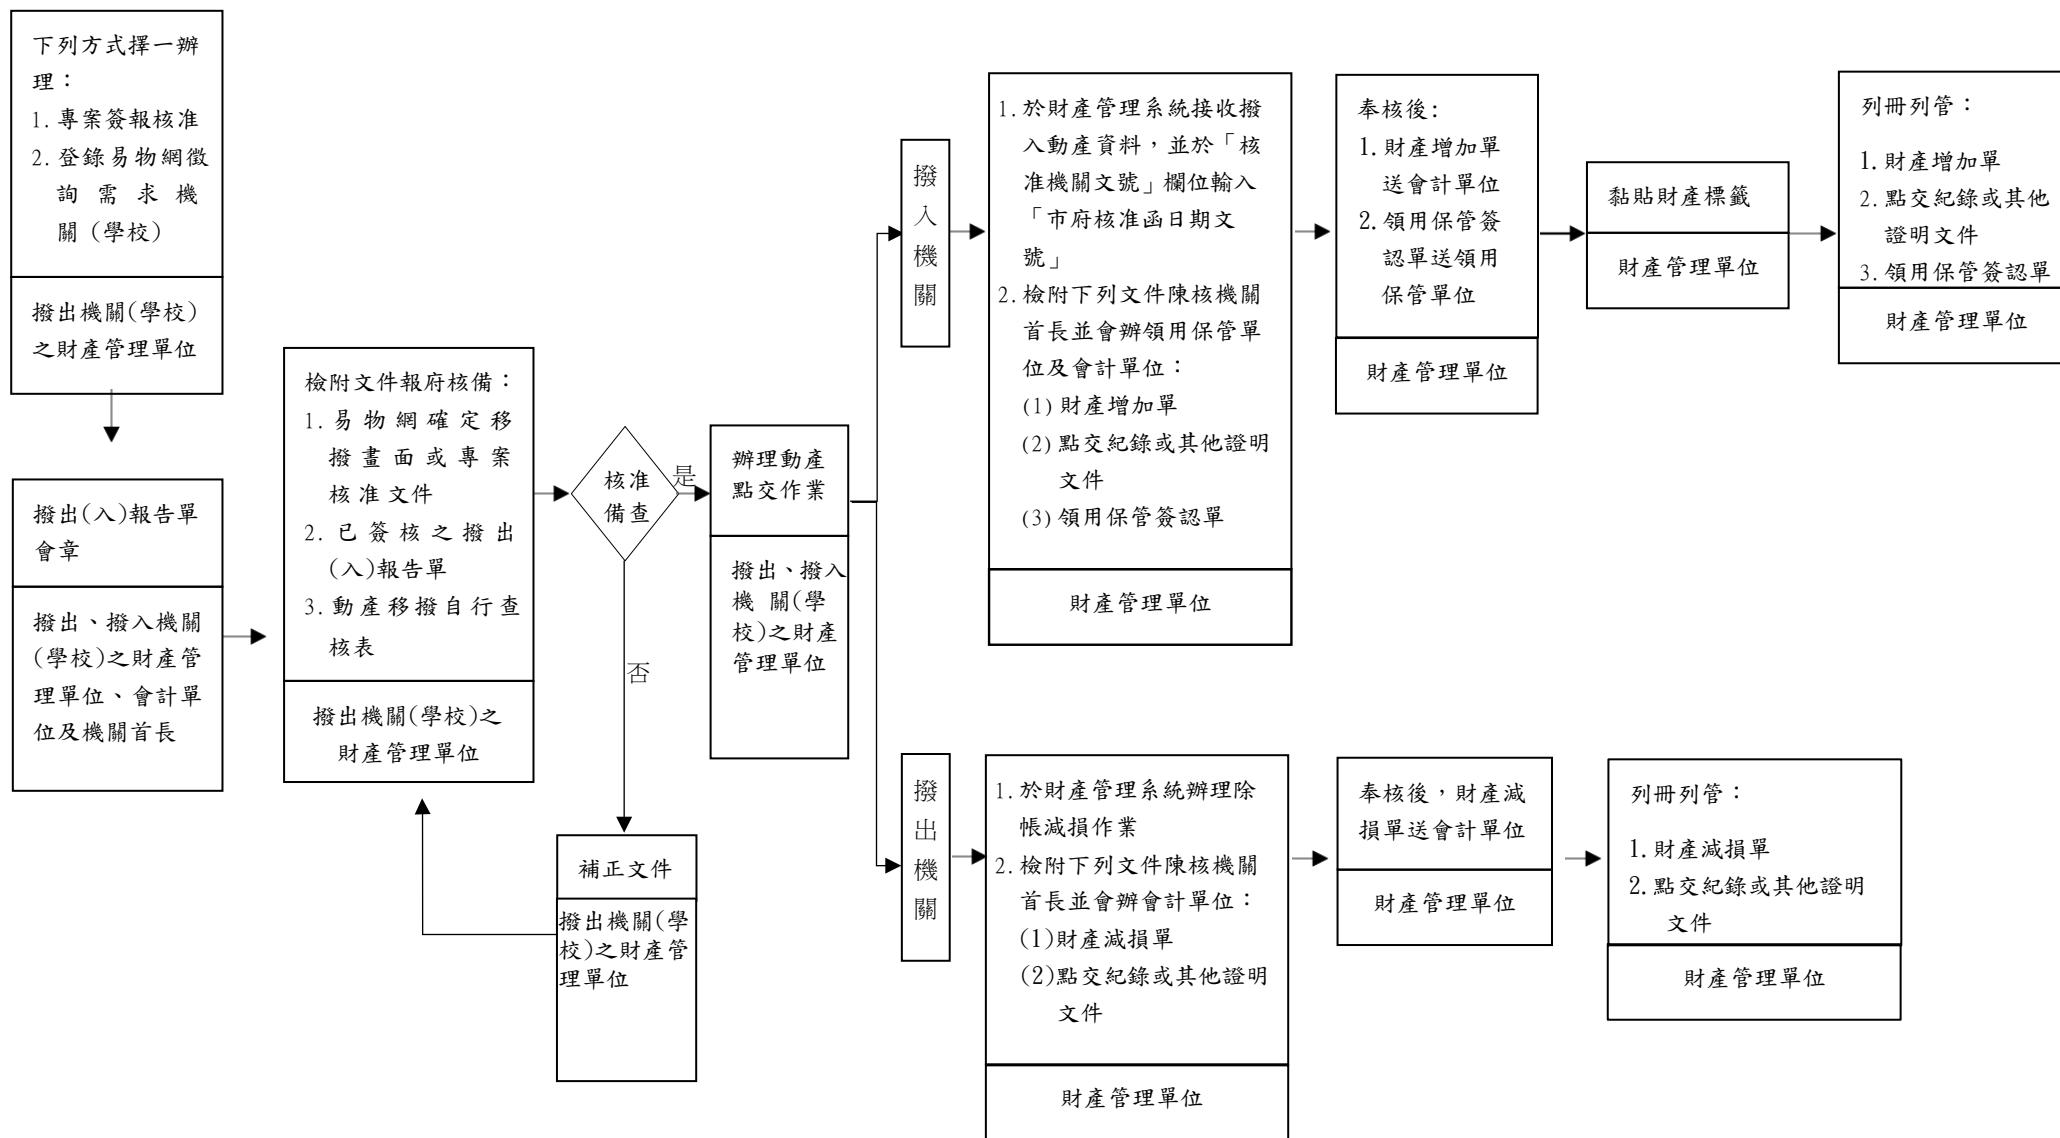 下列方式擇一辦
理：
1. 專案簽報核准
2. 登錄易物網徵
詢需求機
關（學校）
撥出機關(學校)
之財產管理單位
撥出(入)報告單
會章
撥出、撥入機關
(學校)之財產管
理單位、會計單
位及機關首長
檢附文件報府核備：
1. 易物網確定移
撥畫面或專案
核准文件
2. 已簽核之撥出
(入)報告單
3. 動產移撥自行查
核表
撥出機關(學校)之
財產管理單位
核准
備查
是
否
補正文件
撥出機關(學
校)之財產管
理單位
辦理動產
點交作業
撥出、撥入
機關(學
校)之財產
管理單位
撥
入
機
關
1. 於財產管理系統接收撥
入動產資料，並於「核
准機關文號」欄位輸入
「市府核准函日期文
號」
2. 檢附下列文件陳核機關
首長並會辦領用保管單
位及會計單位：
(1) 財產增加單
(2) 點交紀錄或其他證明
文件
(3) 領用保管簽認單
財產管理單位
奉核後：
1. 財產增加單
送會計單位
2. 領用保管簽
認單送領用
保管單位
財產管理單位
黏貼財產標籤
財產管理單位
列冊列管：
1. 財產增加單
2. 點交紀錄或其他
證明文件
3. 領用保管簽認單
財產管理單位
撥
出
機
關
1. 於財產管理系統辦理除
帳減損作業
2. 檢附下列文件陳核機關
首長並會辦會計單位：
(1)財產減損單
(2)點交紀錄或其他證明
文件
財產管理單位
奉核後，財產減
損單送會計單位
財產管理單位
列冊列管：
1. 財產減損單
2. 點交紀錄或其他證明
文件
財產管理單位